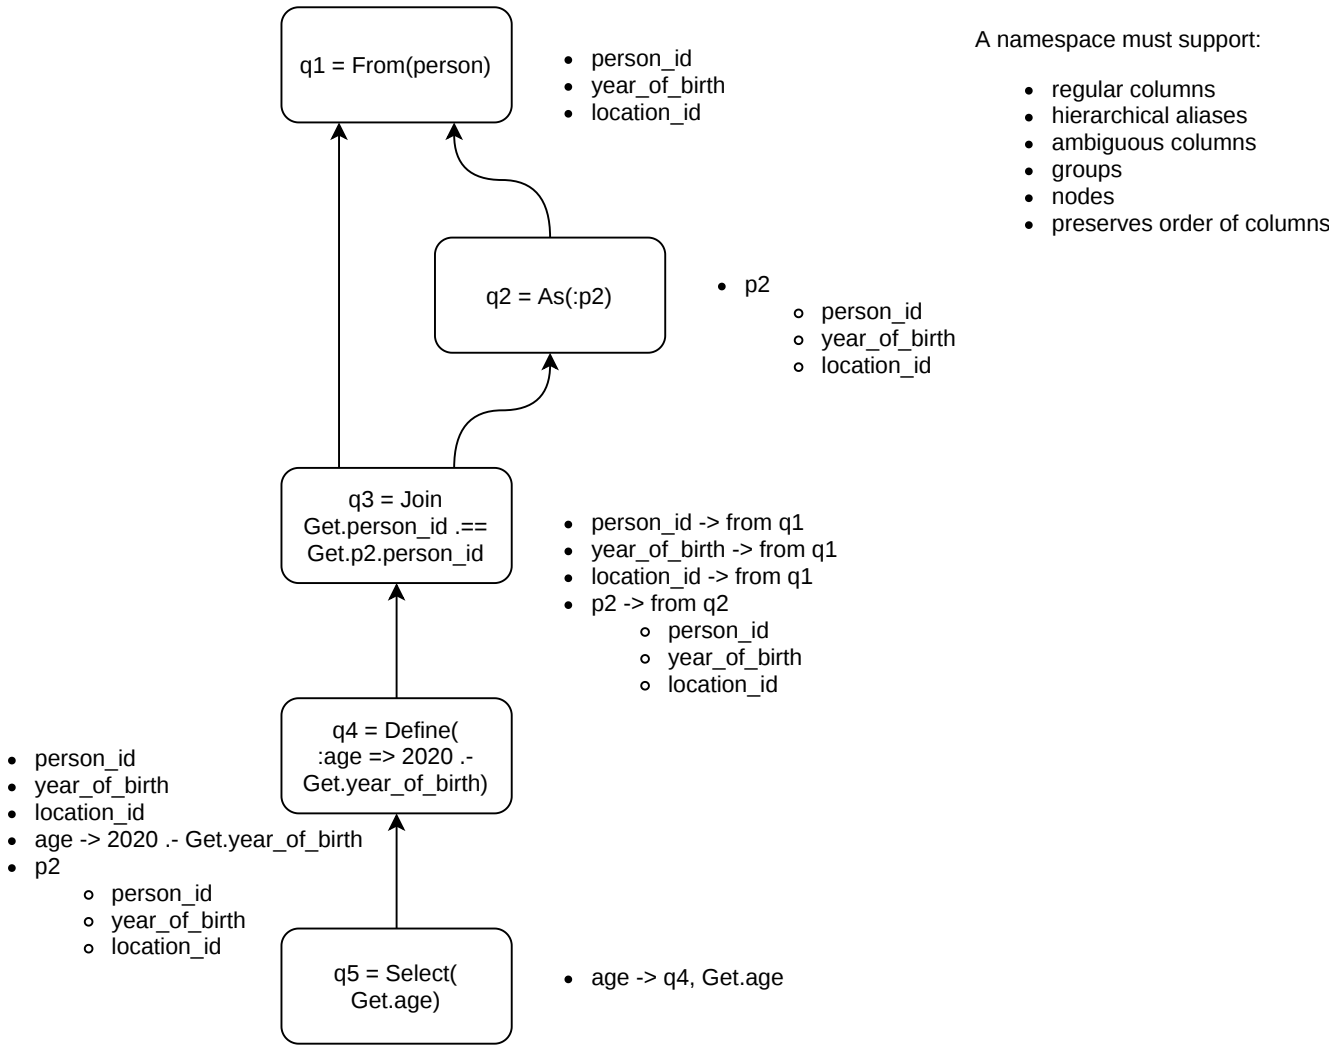 q1 = From(person)
person_id
year_of_birth
location_id
A namespace must support:
regular columns
hierarchical aliases
ambiguous columns
groups
nodes
preserves order of columns
q2 = As(:p2)
p2
person_id
year_of_birth
location_id
q3 = Join
Get.person_id .==
Get.p2.person_id
person_id -> from q1
year_of_birth -> from q1
location_id -> from q1
p2 -> from q2
person_id
year_of_birth
location_id
q4 = Define(
:age => 2020 .-
Get.year_of_birth)
person_id
year_of_birth
location_id
age -> 2020 .- Get.year_of_birth
p2
person_id
year_of_birth
location_id
q5 = Select(
Get.age)
age -> q4, Get.age